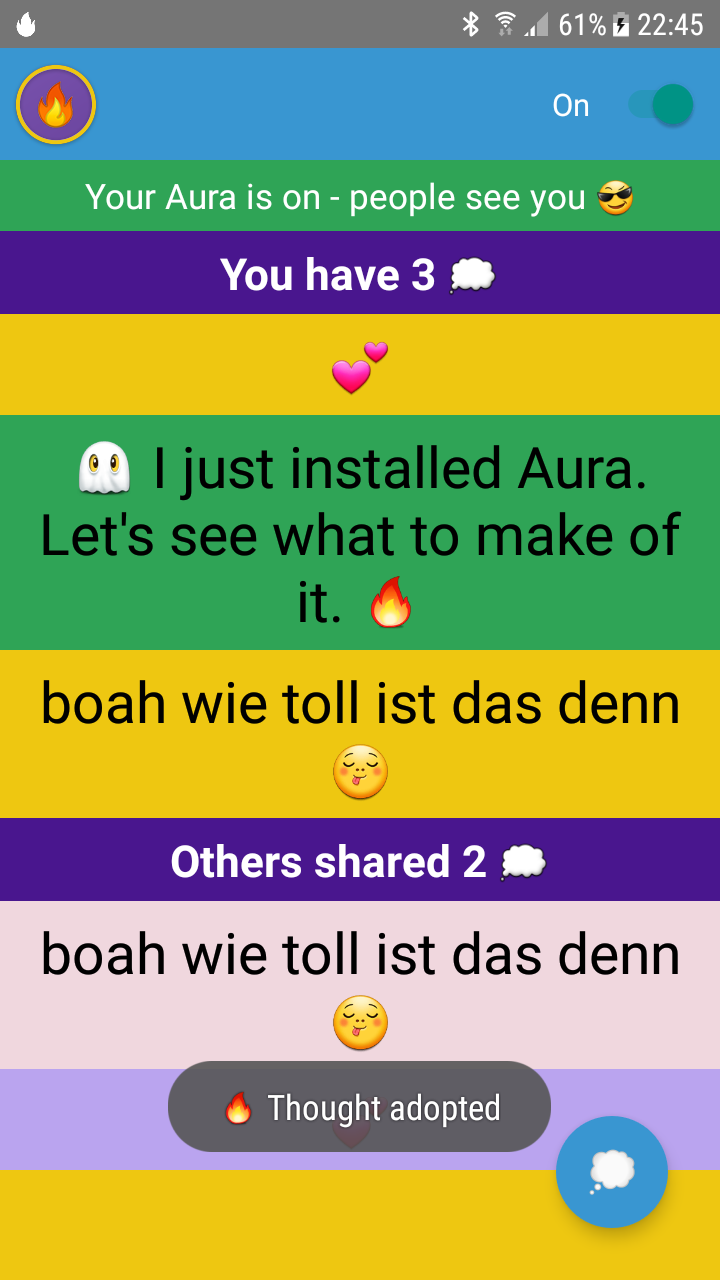 61% 22:45
On
Your Aura is on - people see you 😎
You have 3 💭
💕
👻 I just installed Aura.
Let's see what to make of
it. 🔥
boah wie toll ist das denn
😋
Others shared 2 💭
boah wie toll ist das denn
😋
🔥 Thought adopted